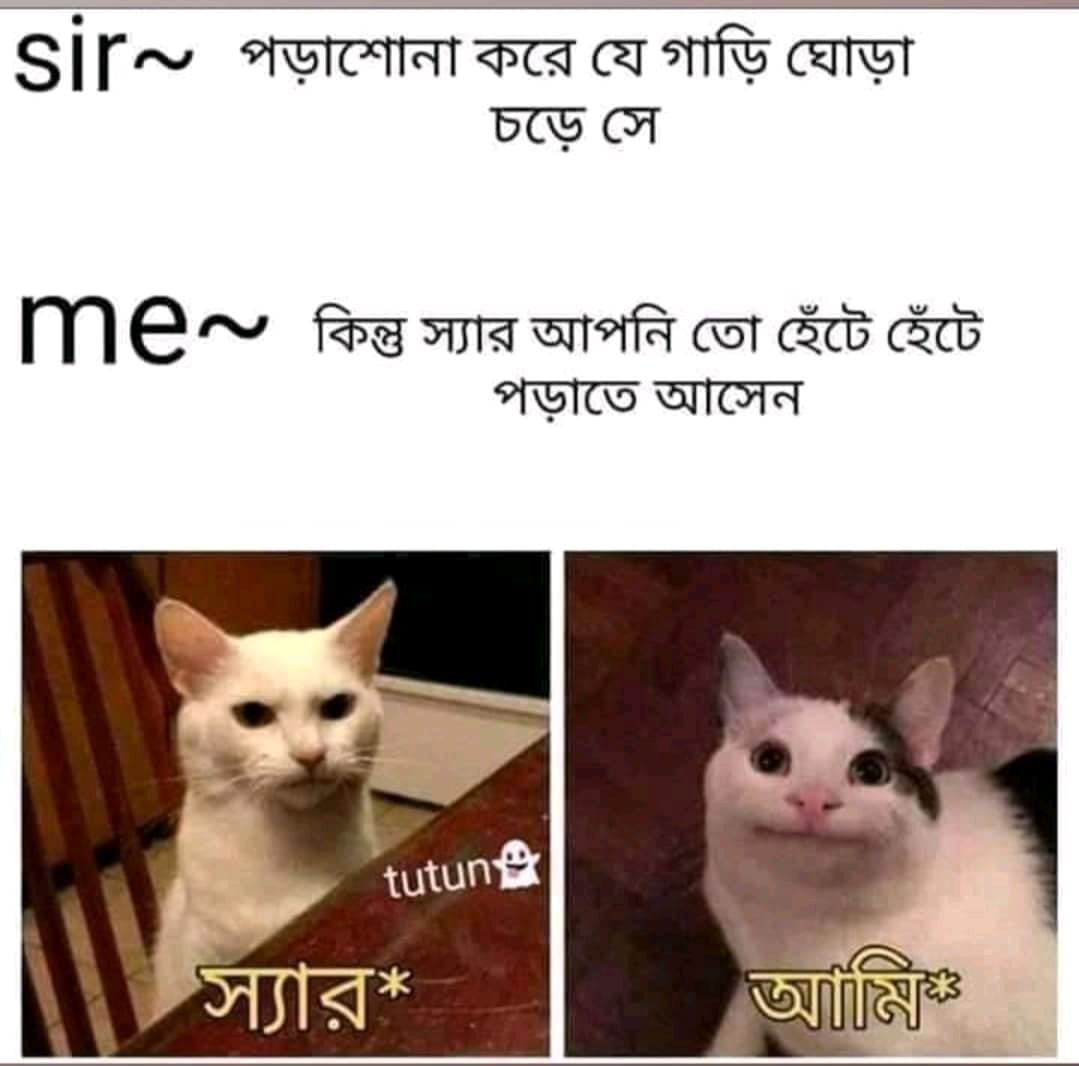 sir~ পড়াশোনা করে যে গাড়ি ঘোড়া
চড়ে সে
me~ কিন্তু স্যার আপনি তো হেঁটে হেঁটে
পড়াতে আসেন
tutun👻
স্যার*
আমি*